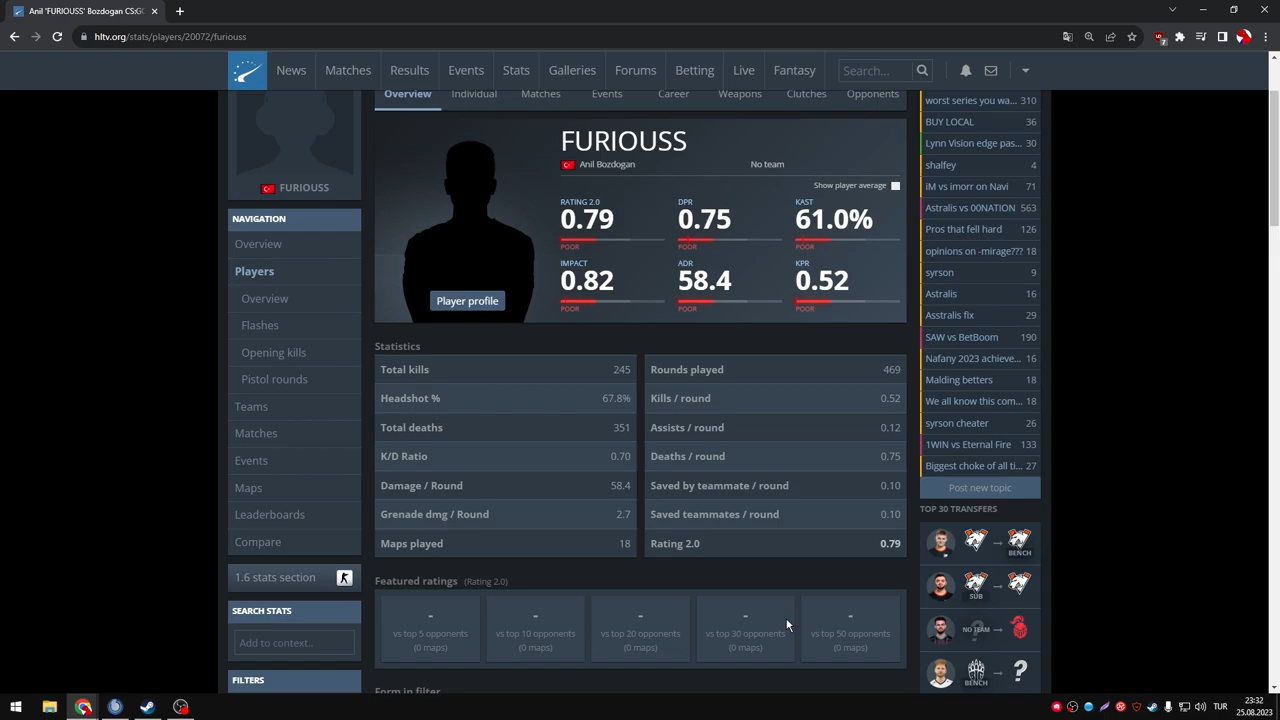 Anil 'FURIOUSS' Bozdogan CS:GO
hltv.org/stats/players/20072/furiouss
7
News Matches Results Events Stats Galleries Forums Betting Live Fantasy Search...
Overview Individual Matches Events Career Weapons Clutches Opponents
FURIOUSS
NAVIGATION
Overview
Players
Overview
Flashes
Opening kills
Pistol rounds
Teams
Matches
Events
Maps
Leaderboards
Compare
1.6 stats section
SEARCH STATS
Add to context..
FILTERS
FURIOUSS
Anil Bozdogan No team
Show player average
RATING 2.0 DPR KAST
0.79 0.75 61.0%
POOR POOR POOR
IMPACT ADR KPR
0.82 58.4 0.52
POOR POOR POOR
Player profile
Statistics
Total kills 245 Rounds played 469
Headshot % 67.8% Kills / round 0.52
Total deaths 351 Assists / round 0.12
K/D Ratio 0.70 Deaths / round 0.75
Damage / Round 58.4 Saved by teammate / round 0.10
Grenade dmg / Round 2.7 Saved teammates / round 0.10
Maps played 18 Rating 2.0 0.79
Featured ratings (Rating 2.0)
- - - - -
vs top 5 opponents vs top 10 opponents vs top 20 opponents vs top 30 opponents vs top 50 opponents
(0 maps) (0 maps) (0 maps) (0 maps) (0 maps)
Form in filter
worst series you wa... 310
BUY LOCAL 36
Lynn Vision edge pas... 30
shalfey 4
iM vs imorr on Navi 71
Astralis vs 00NATION 563
Pros that fell hard 126
opinions on -mirage??? 18
syrson 9
Astralis 16
Asstralis fix 29
SAW vs BetBoom 190
Nafany 2023 achieve... 16
Malding betters 18
We all know this com... 18
syrson cheater 26
1WIN vs Eternal Fire 133
Biggest choke of all ti... 27
Post new topic
TOP 30 TRANSFERS
BENCH
SUB
NO TEAM ?
BENCH ?
TUR
23:32
25.08.2023